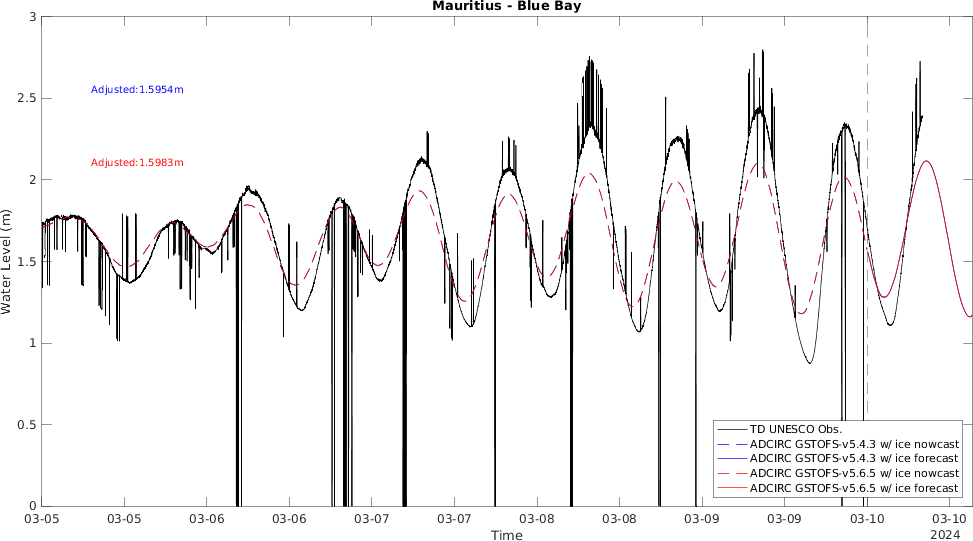 Mauritius - Blue Bay
3
2.5
2
1.5
1
0.5
0
Water Level (m)
Adjusted:1.5954m
Adjusted:1.5983m
TD UNESCO Obs.
ADCIRC GSTOFS-v5.4.3 w/ ice nowcast
ADCIRC GSTOFS-v5.4.3 w/ ice forecast
ADCIRC GSTOFS-v5.6.5 w/ ice nowcast
ADCIRC GSTOFS-v5.6.5 w/ ice forecast
03-05 03-05 03-06 03-06 03-07 03-07 03-08 03-08 03-09 03-09 03-10 03-10
Time
2024